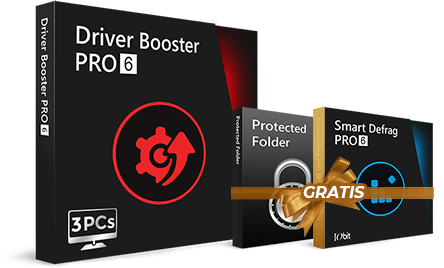 Driver Booster PRO 6
Driver Booster
PRO 6
3PCs
Protected Folder
Protected
Folder
Smart Defrag
PRO 6
GRATIS
IObit